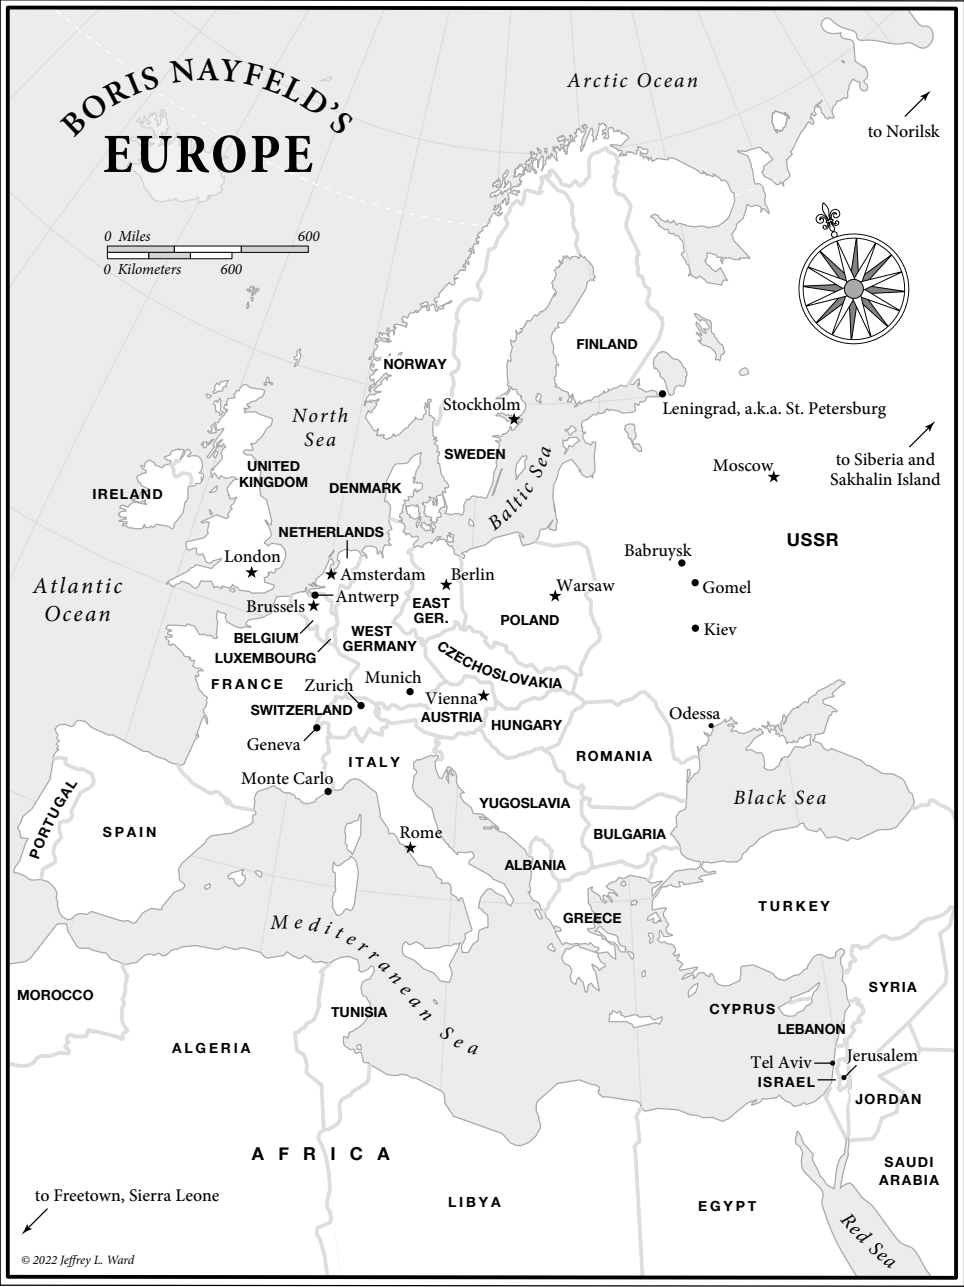 BORIS NAYFELD'S
EUROPE
0 Miles 600
0 Kilometers 600
Arctic Ocean
to Norilsk
FINLAND
NORWAY
Stockholm
Leningrad, a.k.a. St. Petersburg
North
Sea
SWEDEN
Baltic Sea
Moscow
to Siberia and
Sakhalin Island
UNITED
KINGDOM
IRELAND
DENMARK
NETHERLANDS
USSR
London
Amsterdam
Berlin
Babruysk
Atlantic
Ocean
Antwerp
Warsaw
Gomel
Brussels
EAST
GER.
POLAND
Kiev
BELGIUM
WEST
GERMANY
LUXEMBOURG
CZECHOSLOVAKIA
FRANCE
Zurich
Munich
Vienna
SWITZERLAND
AUSTRIA
HUNGARY
Odessa
Geneva
ITALY
ROMANIA
Monte Carlo
Black Sea
PORTUGAL
SPAIN
YUGOSLAVIA
BULGARIA
Rome
ALBANIA
TURKEY
GREECE
Mediterranean Sea
MOROCCO
TUNISIA
CYPRUS
SYRIA
LEBANON
ALGERIA
Tel Aviv
Jerusalem
ISRAEL
JORDAN
AFRICA
SAUDI
ARABIA
to Freetown, Sierra Leone
LIBYA
EGYPT
Red Sea
© 2022 Jeffrey L. Ward